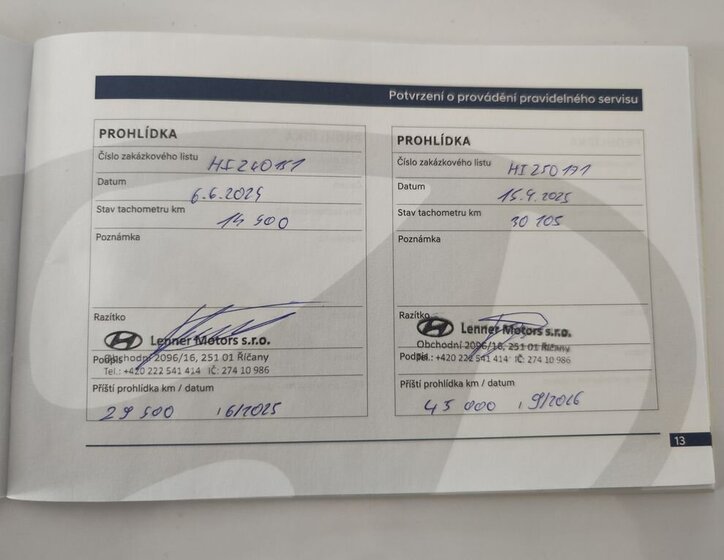 Potvrzení o provádění pravidelného servisu
PROHLÍDKA
Číslo zakázkového listu HI240151
Datum 6.6.2024
Stav tachometru km 14 500
Poznámka
Razítko
Lenner Motors s.r.o.
Obchodní 2096/16, 251 01 Říčany
Podpis
Tel.: +420 222 541 414 IČ: 274 10 986
Příští prohlídka km / datum
29 500 / 6/2025
PROHLÍDKA
Číslo zakázkového listu HI250171
Datum 15.9.2025
Stav tachometru km 30 105
Poznámka
Razítko
Lenner Motors s.r.o.
Obchodní 2096/16, 251 01 Říčany
Podpis
Tel.: +420 222 541 414 IČ: 274 10 986
Příští prohlídka km / datum
45 000 / 9/2026
13